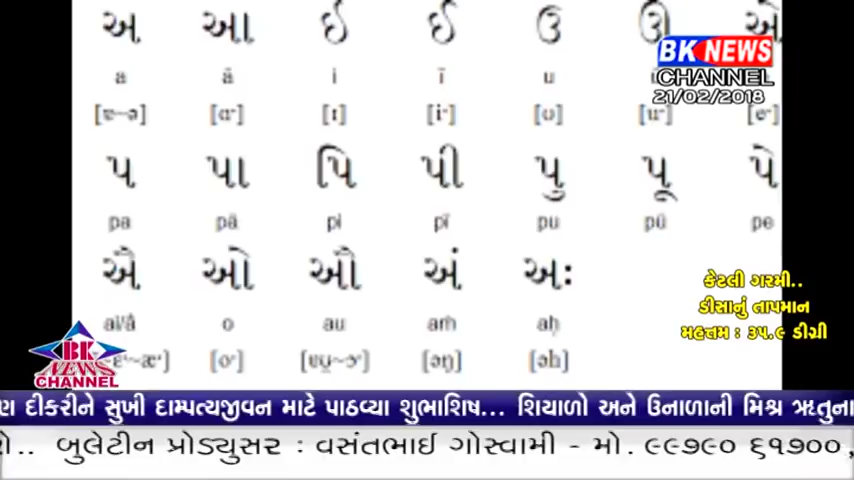 અ આ ઇ ઈ ઉ ઊ એ
a ā i ī u
[ɐ~ə] [ɑ] [ɪ] [i] [ʊ] [u] [e]
BK NEWS
CHANNEL
21/02/2018
પ પા પિ પી પુ પૂ પે
pa pā pi pī pu pū pe
ઐ ઓ ઔ અં અઃ
ai/â o au aṁ aḥ
[o] [əŋ] [əh]
કેટલી ગરમી..
ડીસાનું તાપમાન
મહત્તમ : ૩૫.૯ ડીગ્રી
BK
NEWS
CHANNEL
દીકરીને સુખી દામ્પત્યજીવન માટે પાઠવ્યા શુભાશિષ... શિયાળો અને ઉનાળાની મિશ્ર ઋતુના
.. બુલેટીન પ્રોડ્યુસર : વસંતભાઈ ગોસ્વામી - મો. ૯૯૭૯૦ ૬૧૭૦૦,